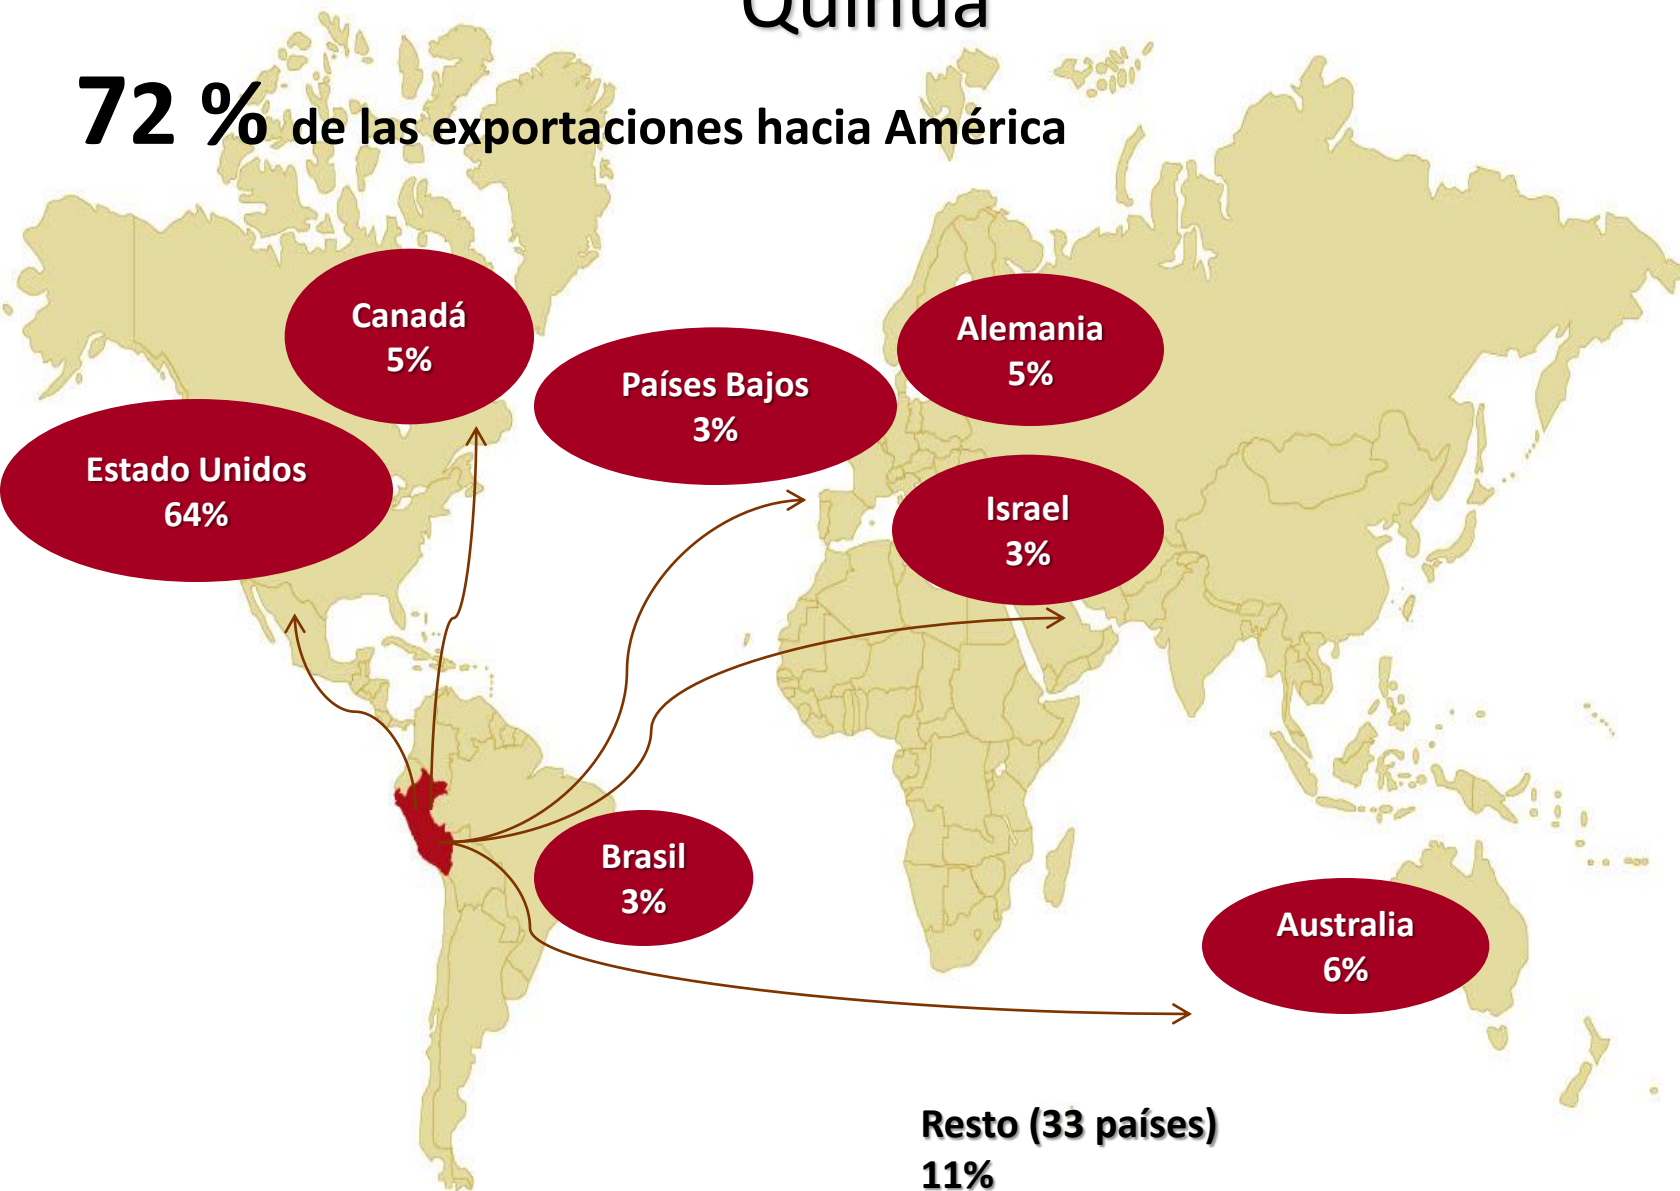 Quinua
72 % de las exportaciones hacia América
Canadá
5%
Alemania
5%
Países Bajos
3%
Estado Unidos
64%
Israel
3%
Brasil
3%
Australia
6%
Resto (33 países)
11%